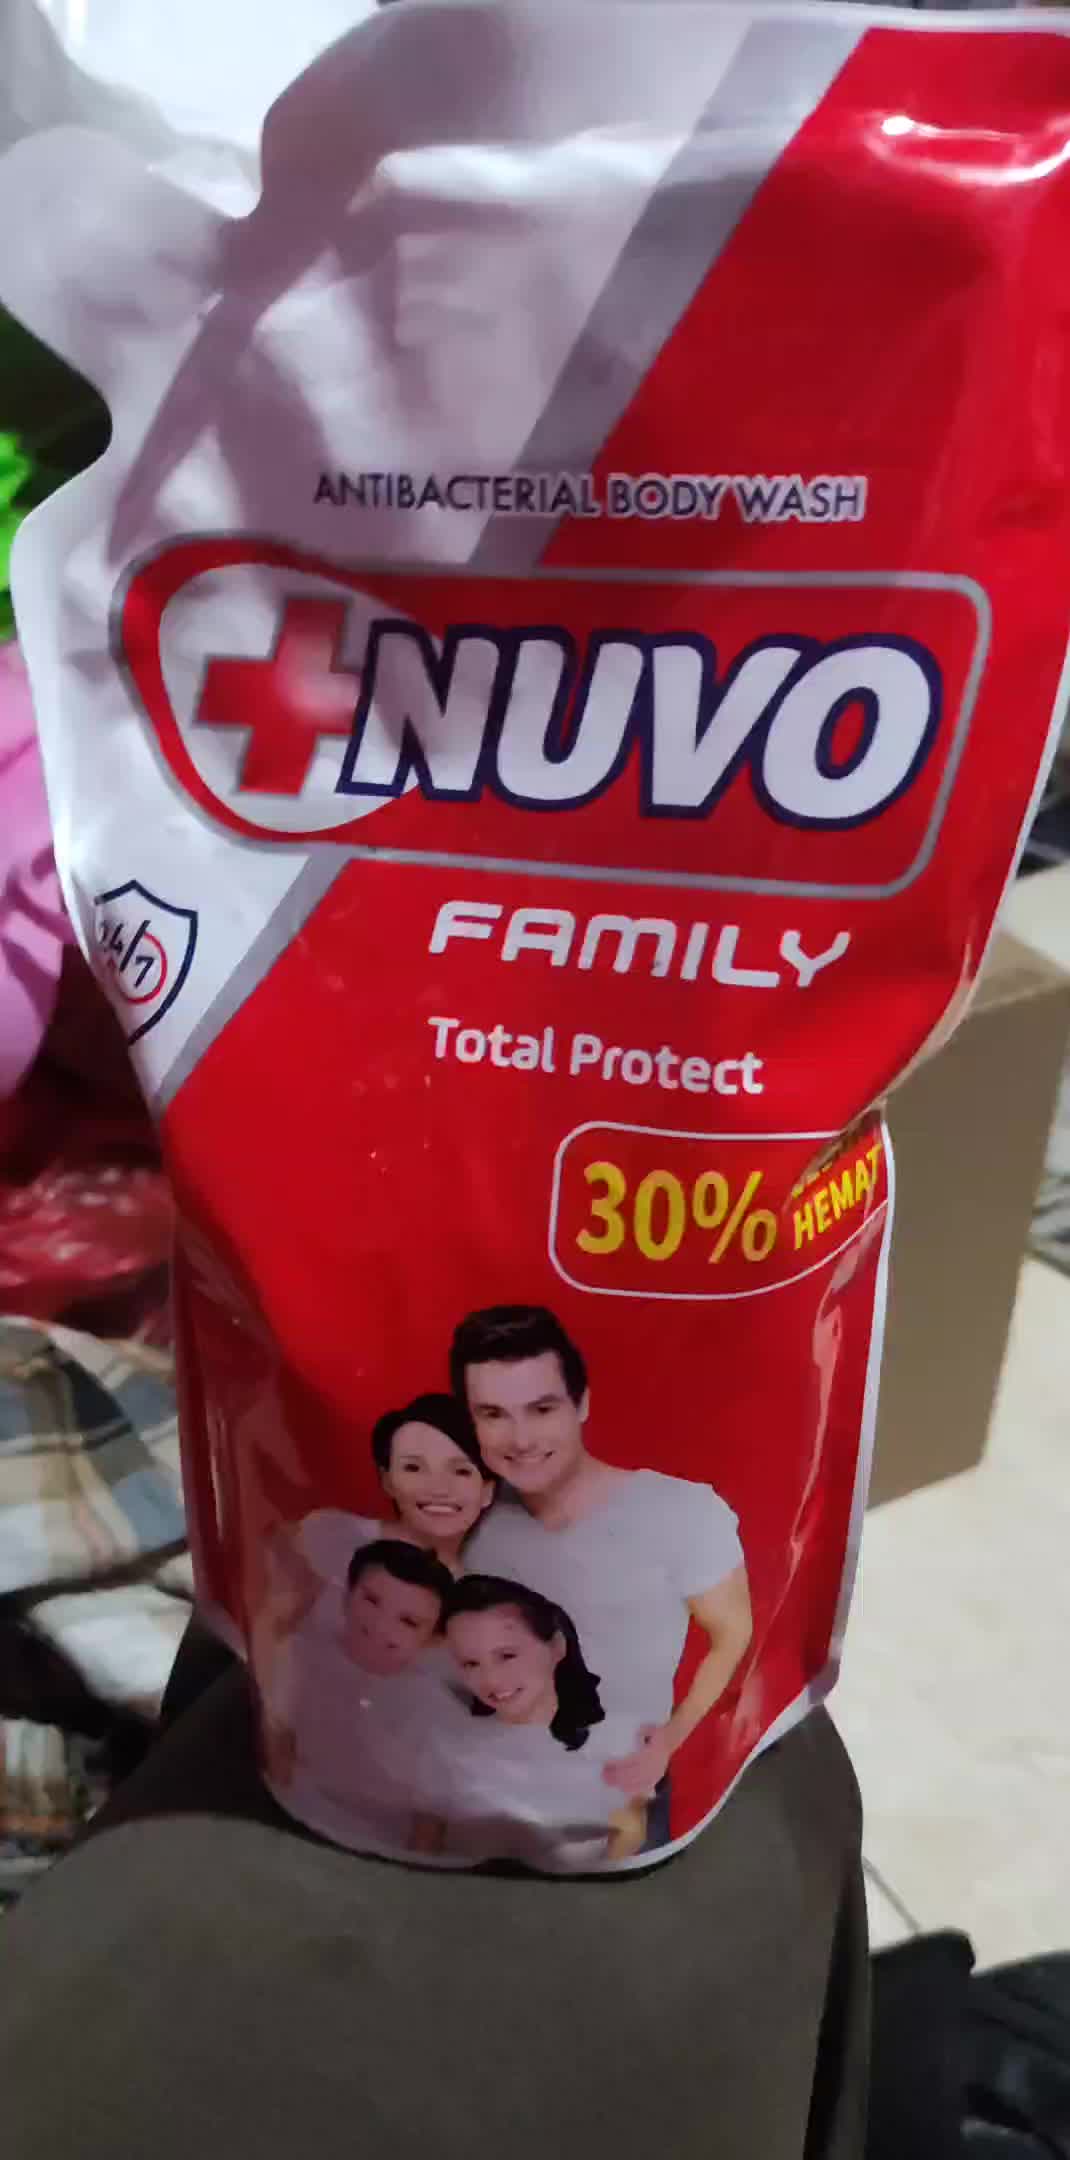 ANTIBACTERIAL BODY WASH
NUVO
FAMILY
24/7
Total Protect
30%
HEMAT